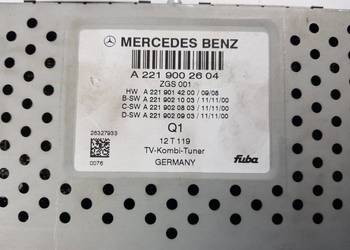 MERCEDES BENZ
A 221 900 26 04
ZGS 001
HW A 221 901 42 00 / 09/08
B-SW A 221 902 10 03 / 11/11/00
C-SW A 221 902 08 03 / 11/11/00
D-SW A 221 902 09 03 / 11/11/00
26327933
Q1
12 T 119
TV-Kombi-Tuner
0076
GERMANY
fuba